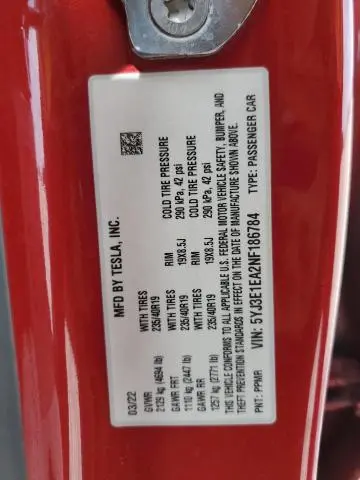 MFD BY TESLA, INC.
03/22
GVWR
2129 kg (4694 lb)
GAWR FRT WITH TIRES RIM COLD TIRE PRESSURE
1110 kg (2447 lb) 235/40R19 19X8.5J 290 kPa, 42 psi
GAWR RR WITH TIRES RIM COLD TIRE PRESSURE
1257 kg (2771 lb) 235/40R19 19X8.5J 290 kPa, 42 psi
THIS VEHICLE CONFORMS TO ALL APPLICABLE U.S. FEDERAL MOTOR VEHICLE SAFETY, BUMPER, AND
THEFT PREVENTION STANDARDS IN EFFECT ON THE DATE OF MANUFACTURE SHOWN ABOVE.
VIN: 5YJ3E1EA2NF186784 TYPE: PASSENGER CAR
PNT: PPMR